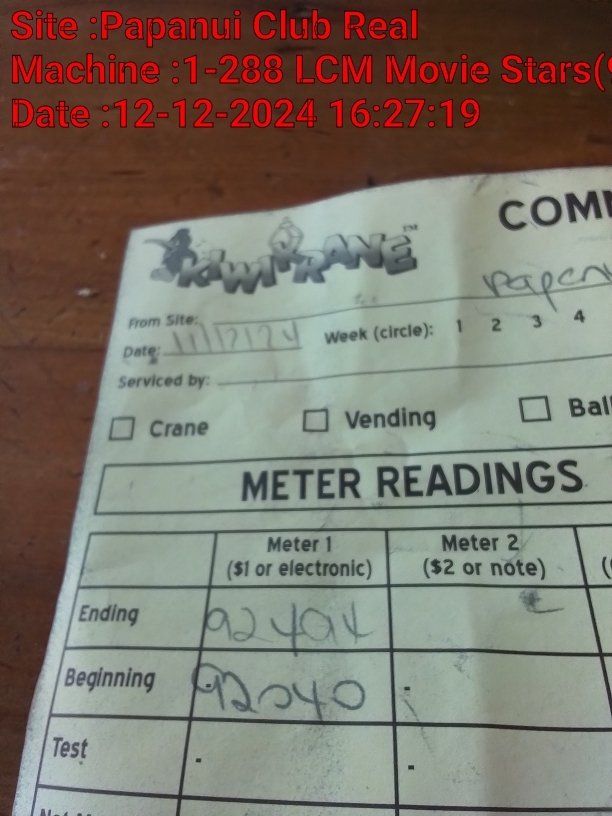 Site :Papanui Club Real
Machine :1-288 LCM Movie Stars(
Date :12-12-2024 16:27:19
COM
KIWIKRANE™
From Site: Papan
Date: 11/12/24 Week (circle): 1 2 3 4
Serviced by:
Crane Vending Bal
METER READINGS
Meter 1 Meter 2
($1 or electronic) ($2 or note) (
Ending 92494
Beginning 92040
Test